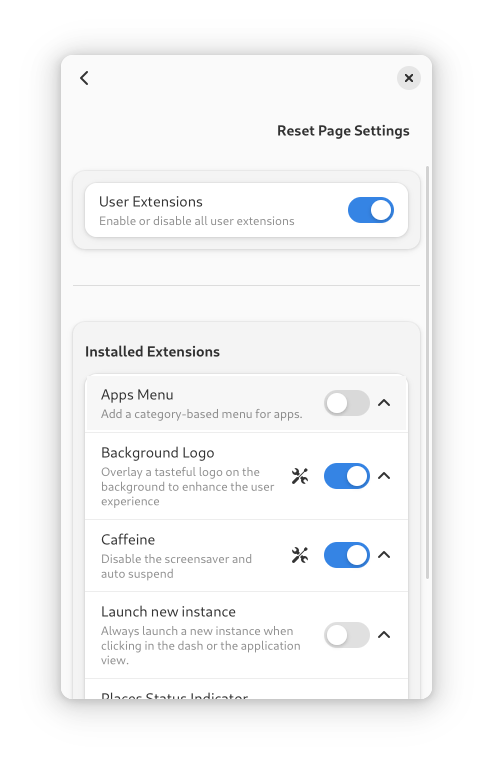 Reset Page Settings
User Extensions
Enable or disable all user extensions
Installed Extensions
Apps Menu
Add a category-based menu for apps.
Background Logo
Overlay a tasteful logo on the
background to enhance the user
experience
Caffeine
Disable the screensaver and
auto suspend
Launch new instance
Always launch a new instance when
clicking in the dash or the application
view.
Places Status Indicator